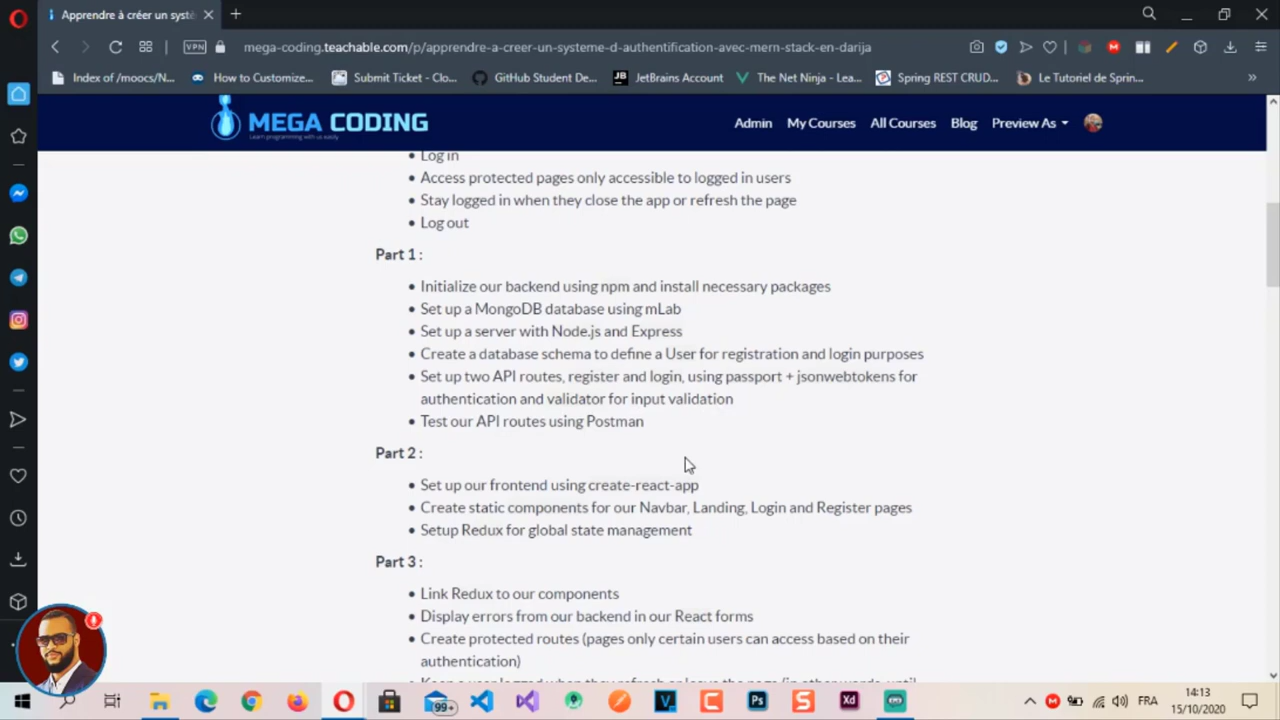 Apprendre à créer un systè
mega-coding.teachable.com/p/apprendre-a-creer-un-systeme-d-authentification-avec-mern-stack-en-darija
VPN
Index of /moocs/N...
How to Customize...
Submit Ticket - Clo...
GitHub Student De...
JetBrains Account
The Net Ninja - Lea...
Spring REST CRUD...
Le Tutoriel de Sprin...
MEGA CODING
Learn programming with us easily
Admin
My Courses
All Courses
Blog
Preview As
Log in
Access protected pages only accessible to logged in users
Stay logged in when they close the app or refresh the page
Log out
Part 1 :
Initialize our backend using npm and install necessary packages
Set up a MongoDB database using mLab
Set up a server with Node.js and Express
Create a database schema to define a User for registration and login purposes
Set up two API routes, register and login, using passport + jsonwebtokens for
authentication and validator for input validation
Test our API routes using Postman
Part 2 :
Set up our frontend using create-react-app
Create static components for our Navbar, Landing, Login and Register pages
Setup Redux for global state management
Part 3 :
Link Redux to our components
Display errors from our backend in our React forms
Create protected routes (pages only certain users can access based on their
authentication)
99+
Ps
Xd
FRA
14:13
15/10/2020